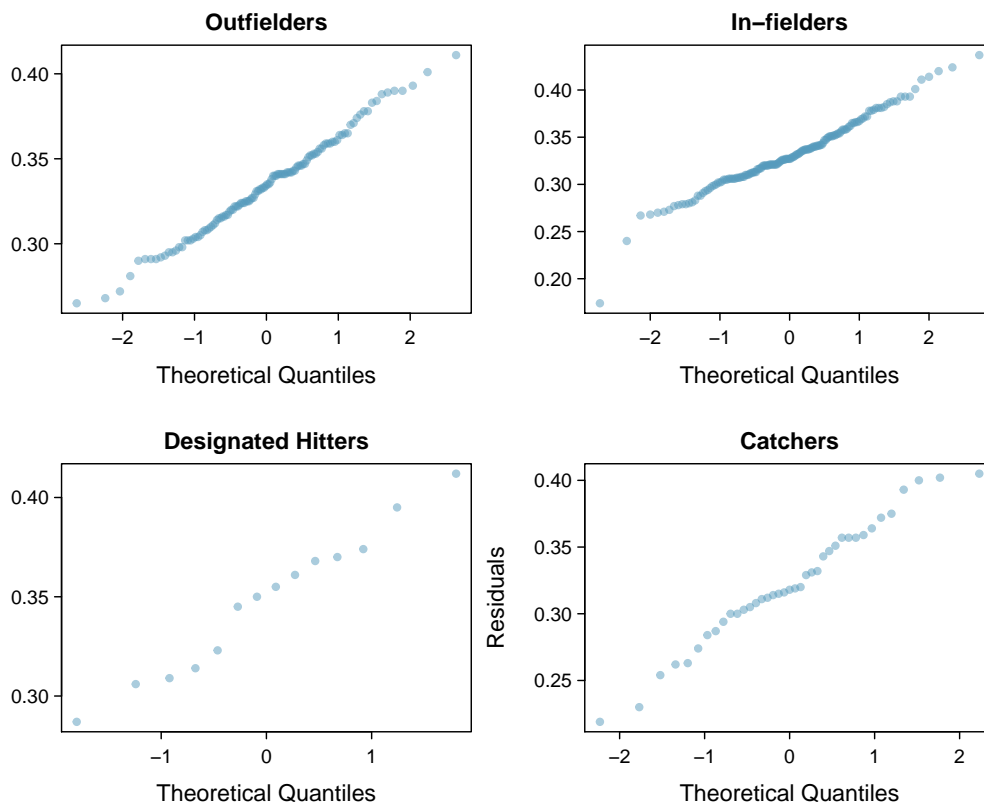 Outfielders
0.40
0.35
0.30
−2 −1 0 1 2
Theoretical Quantiles
In−fielders
0.40
0.35
0.30
0.25
0.20
−2 −1 0 1 2
Theoretical Quantiles
Designated Hitters
0.40
0.35
0.30
−1 0 1
Theoretical Quantiles
Catchers
Residuals
0.40
0.35
0.30
0.25
−2 −1 0 1 2
Theoretical Quantiles